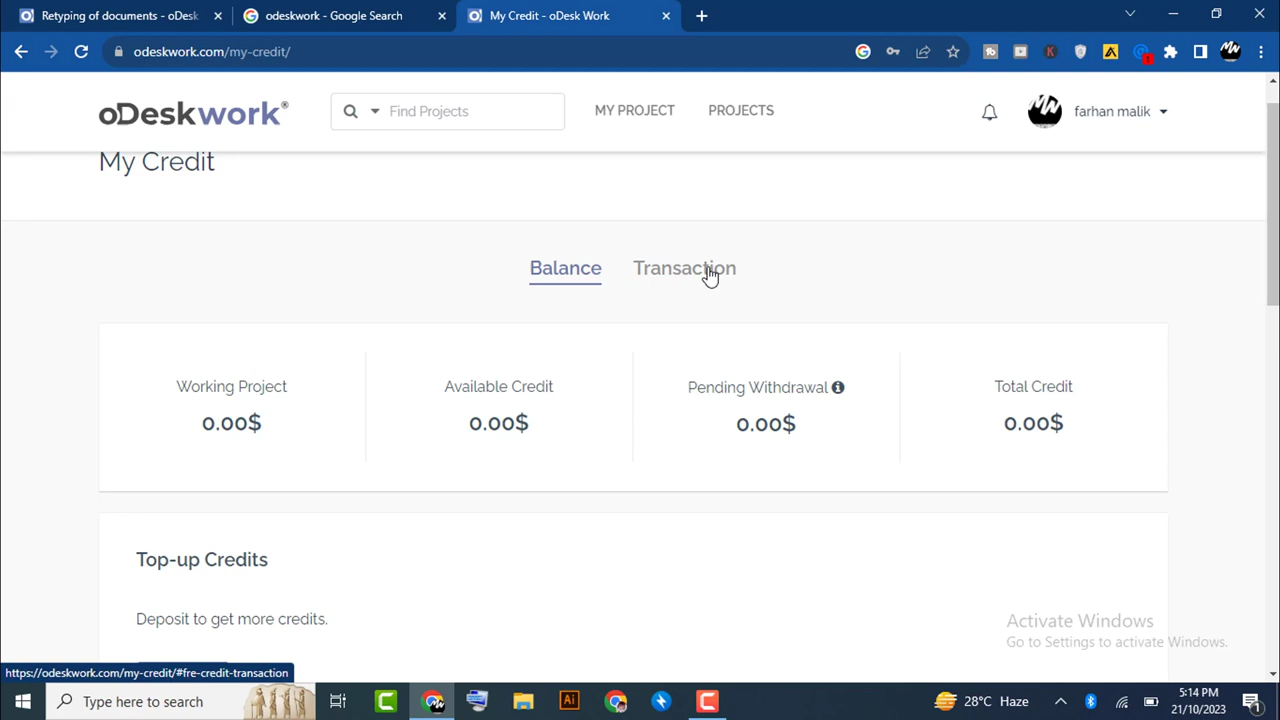 Retyping of documents - oDesk
odeskwork - Google Search
My Credit - oDesk Work
odeskwork.com/my-credit/
oDeskwork®
Find Projects
MY PROJECT
PROJECTS
farhan malik
My Credit
Balance
Transaction
Working Project
Available Credit
Pending Withdrawal
Total Credit
0.00$
0.00$
0.00$
0.00$
Top-up Credits
Deposit to get more credits.
Activate Windows
Go to Settings to activate Windows.
https://odeskwork.com/my-credit/#fre-credit-transaction
Type here to search
28°C Haze
5:14 PM
21/10/2023